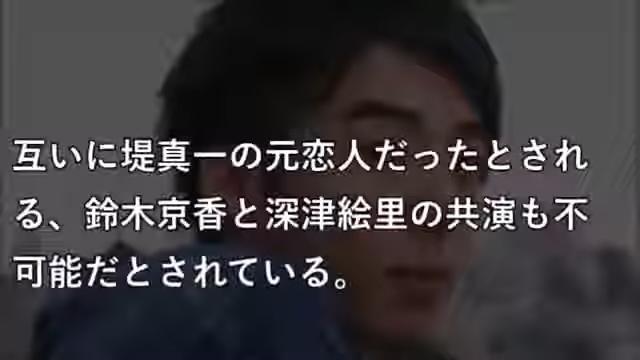 互いに堤真一の元恋人だったとされ
る、鈴木京香と深津絵里の共演も不
可能だとされている。